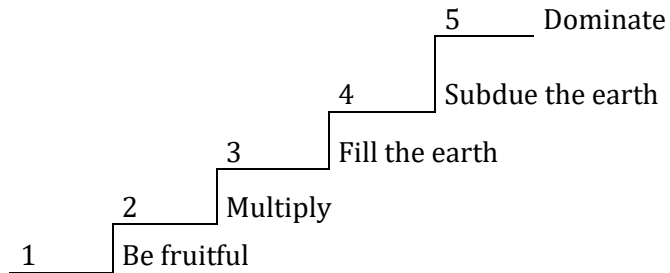 5 Dominate
4 Subdue the earth
3 Fill the earth
2 Multiply
1 Be fruitful